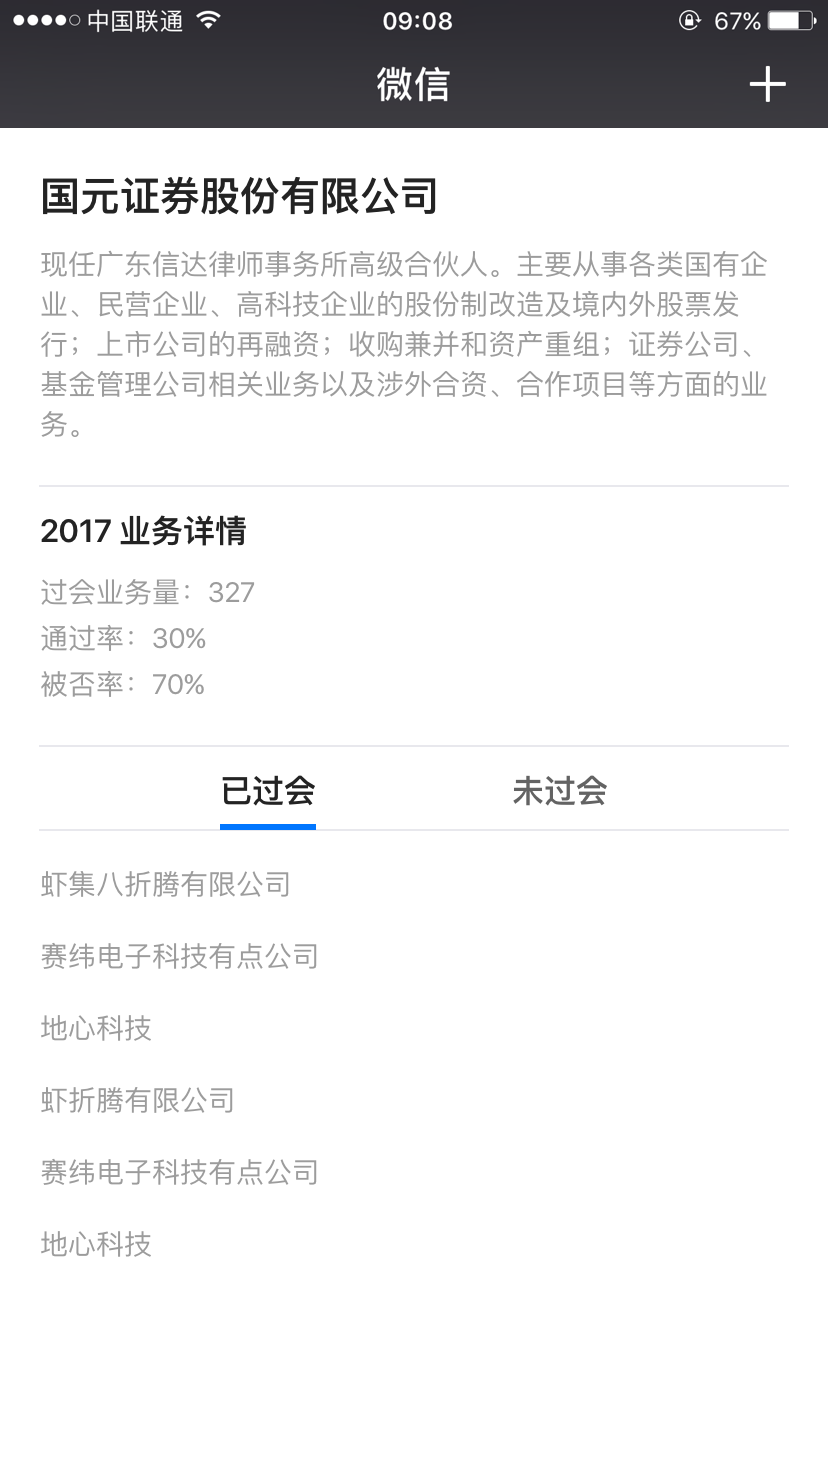 中国联通 09:08 67%
微信
国元证券股份有限公司
现任广东信达律师事务所高级合伙人。主要从事各类国有企
业、民营企业、高科技企业的股份制改造及境内外股票发
行；上市公司的再融资；收购兼并和资产重组；证券公司、
基金管理公司相关业务以及涉外合资、合作项目等方面的业
务。
2017 业务详情
过会业务量：327
通过率：30%
被否率：70%
已过会 未过会
虾集八折腾有限公司
赛纬电子科技有点公司
地心科技
虾折腾有限公司
赛纬电子科技有点公司
地心科技